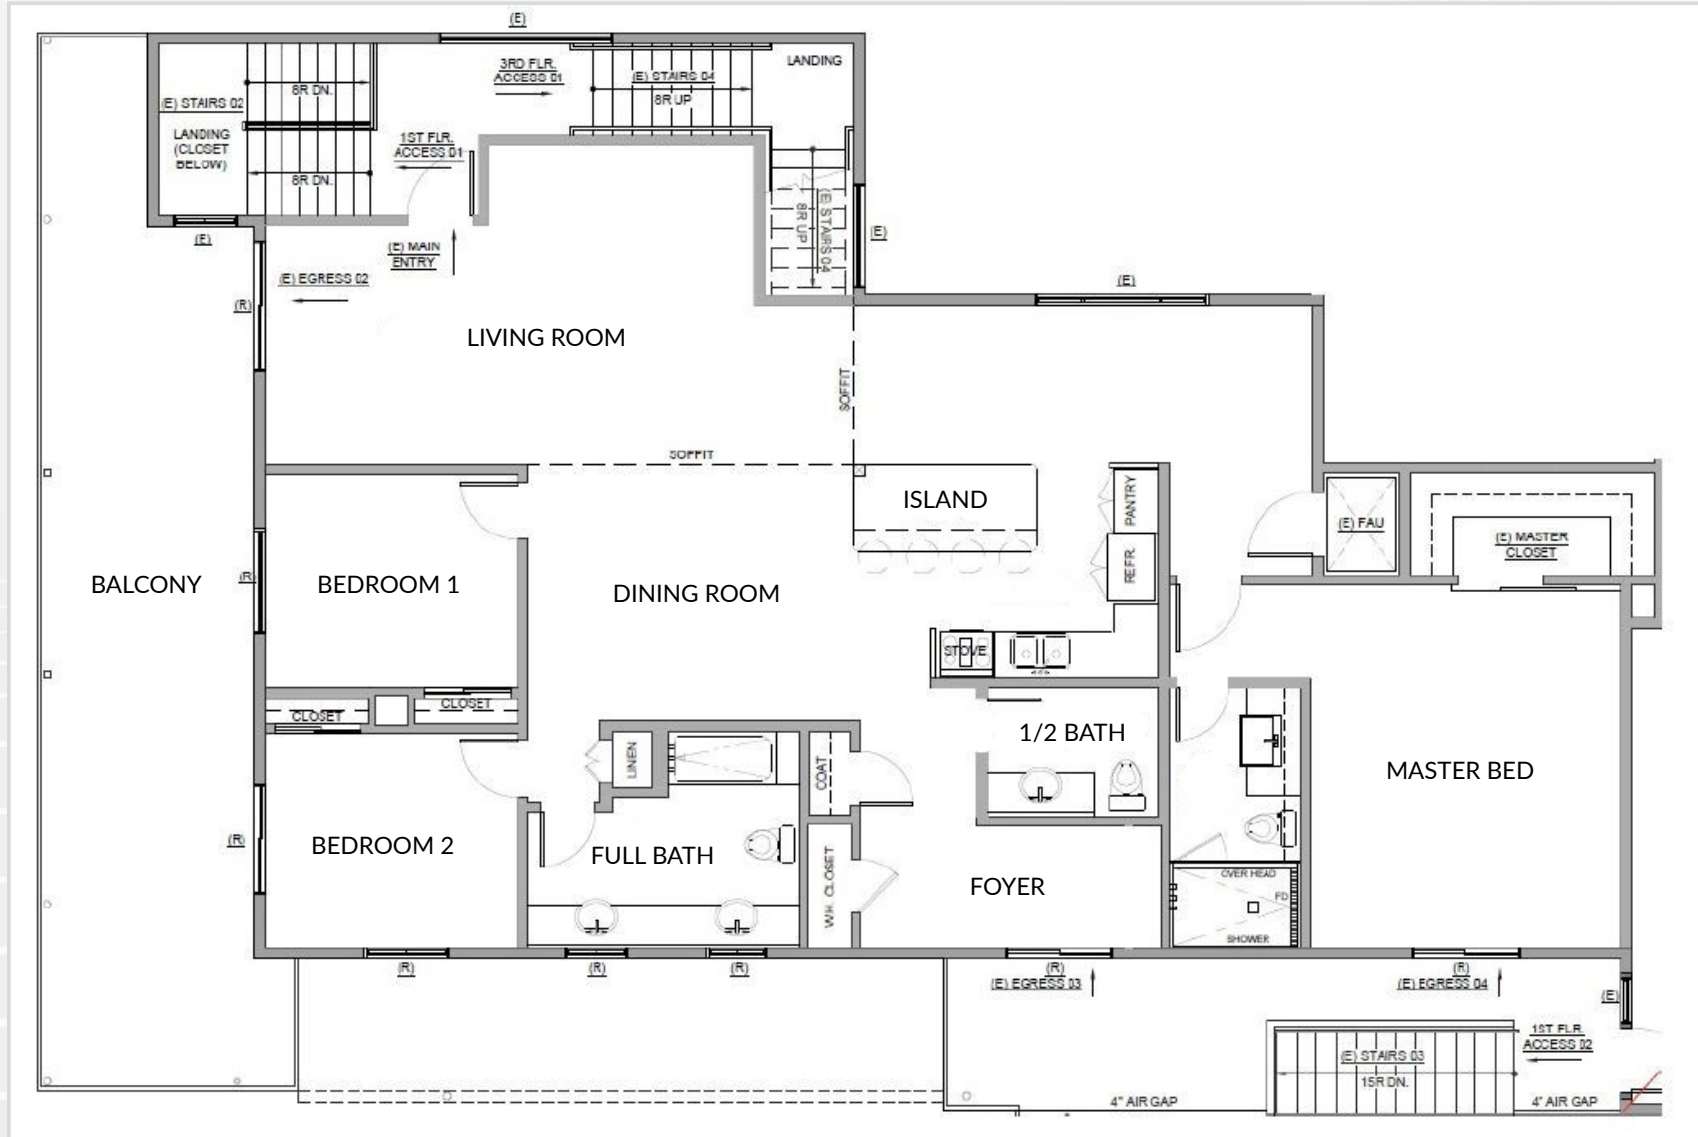 (E)
3RD FLR.
ACCESS 01
(E) STAIRS 04
8R UP
LANDING
8R DN.
(E) STAIRS 02
LANDING
(CLOSET
BELOW)
1ST FLR.
ACCESS 01
8R DN.
(E) STAIRS 04
8R UP
(E)
(E)
(E) MAIN
ENTRY
(E) EGRESS 02
(E)
(R)
LIVING ROOM
SOFFIT
SOFFIT
ISLAND
PANTRY
(E) FAU
(E) MASTER
CLOSET
REFR.
BALCONY
(R)
BEDROOM 1
DINING ROOM
STOVE
CLOSET
CLOSET
1/2 BATH
LINEN
COAT
MASTER BED
(R)
BEDROOM 2
FULL BATH
W.H. CLOSET
FOYER
OVER HEAD
FD
SHOWER
(R)
(R)
(R)
(R)
(E) EGRESS 03
(R)
(E) EGRESS 04
(E)
1ST FLR.
ACCESS 02
(E) STAIRS 03
15R DN.
4" AIR GAP
4" AIR GAP